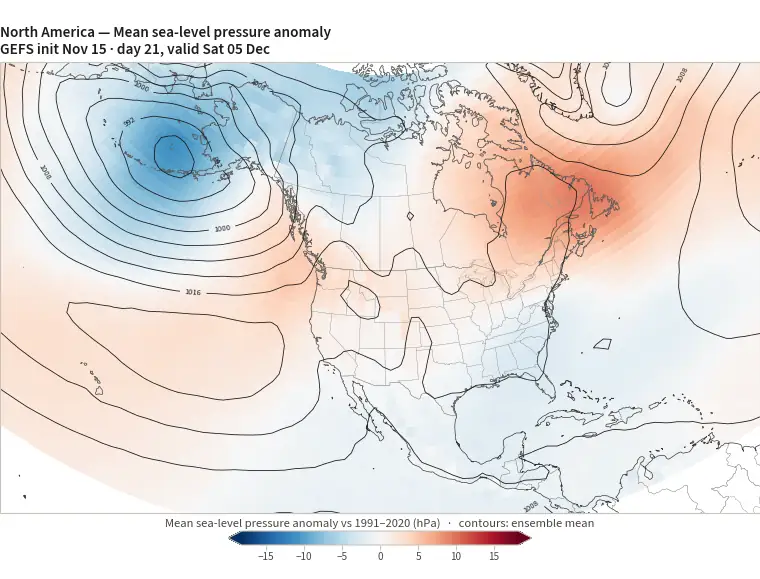 North America — Mean sea-level pressure anomaly
GEFS init Nov 15 · day 21, valid Sat 05 Dec
1000
1008
992
1008
1000
1016
1008
1008
Mean sea-level pressure anomaly vs 1991–2020 (hPa) · contours: ensemble mean
−15 −10 −5 0 5 10 15